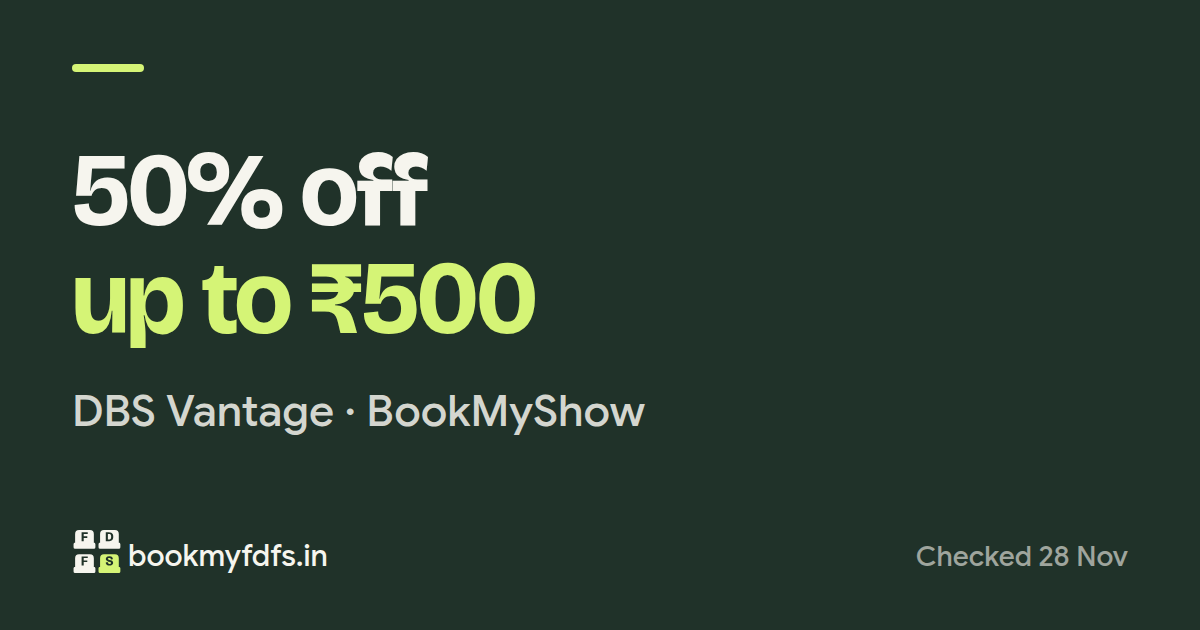 50% off
up to ₹500
DBS Vantage · BookMyShow
F D
F S
bookmyfdfs.in
Checked 28 Nov